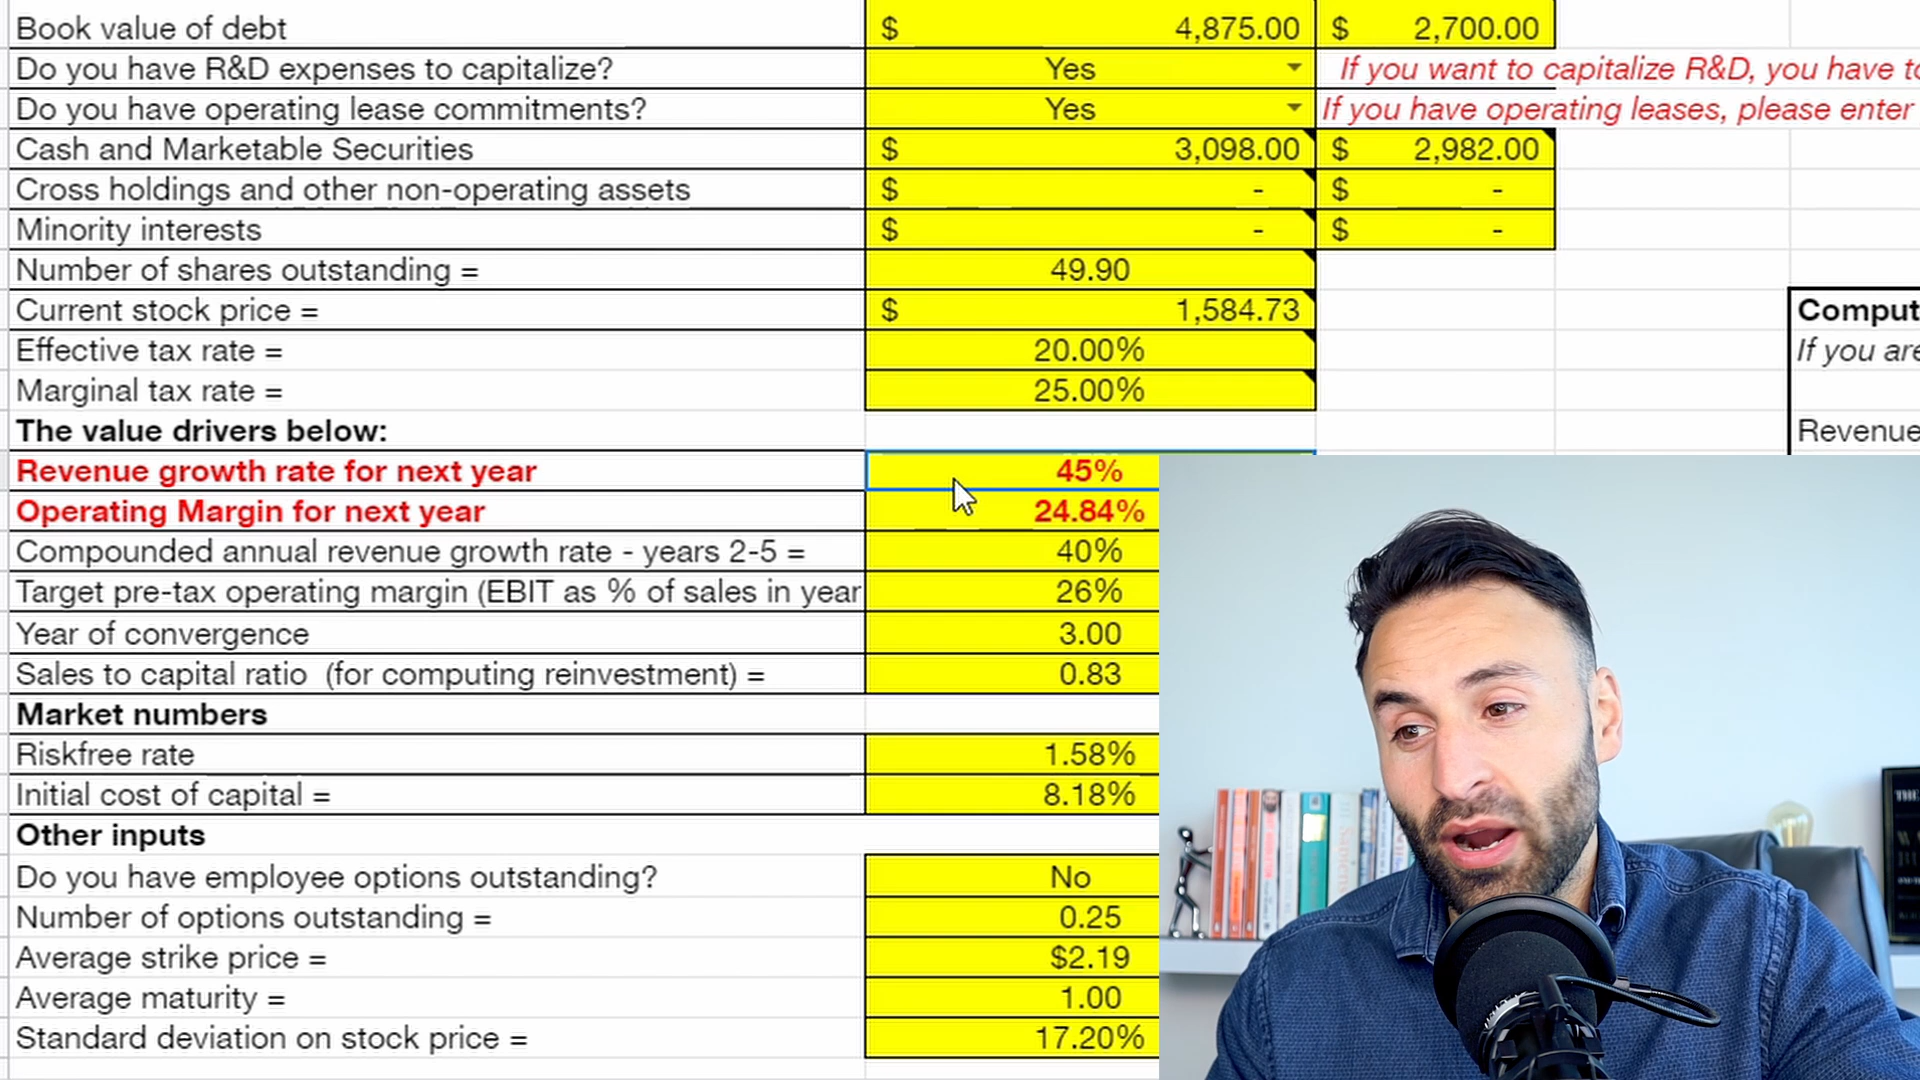 Book value of debt $ 4,875.00 $ 2,700.00
Do you have R&D expenses to capitalize? Yes If you want to capitalize R&D, you have to
Do you have operating lease commitments? Yes If you have operating leases, please enter
Cash and Marketable Securities $ 3,098.00 $ 2,982.00
Cross holdings and other non-operating assets $ - $ -
Minority interests $ - $ -
Number of shares outstanding = 49.90
Current stock price = $ 1,584.73 Comput
Effective tax rate = 20.00% If you are
Marginal tax rate = 25.00%
The value drivers below: Revenue
Revenue growth rate for next year 45%
Operating Margin for next year 24.84%
Compounded annual revenue growth rate - years 2-5 = 40%
Target pre-tax operating margin (EBIT as % of sales in year 26%
Year of convergence 3.00
Sales to capital ratio (for computing reinvestment) = 0.83
Market numbers
Riskfree rate 1.58%
Initial cost of capital = 8.18%
Other inputs
Do you have employee options outstanding? No
Number of options outstanding = 0.25
Average strike price = $2.19
Average maturity = 1.00
Standard deviation on stock price = 17.20%